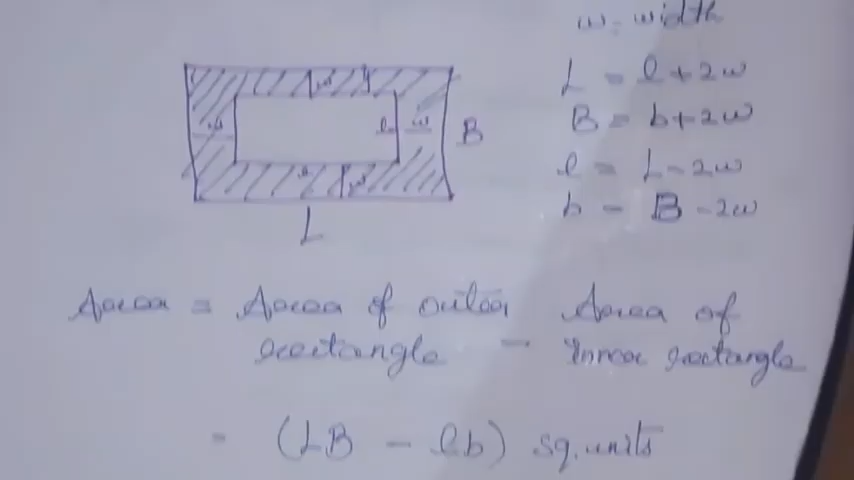 w = width
L = l + 2w
B = b + 2w
l = L - 2w
b = B - 2w
w
w
l
w
B
w
L
Area = Area of outer rectangle - Area of inner rectangle
= (LB - lb) sq. units